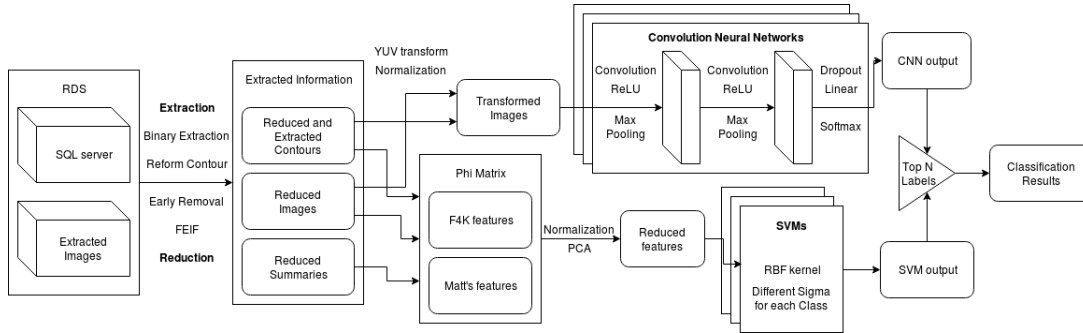 RDS
SQL server
Extracted
Images
Extraction
Binary Extraction
Reform Contour
Early Removal
FEIF
Reduction
Extracted Information
Reduced and
Extracted
Contours
Reduced
Images
Reduced
Summaries
YUV transform
Normalization
Transformed
Images
Phi Matrix
F4K features
Matt's features
Normalization
PCA
Reduced
features
Convolution Neural Networks
Convolution
ReLU
Max
Pooling
Convolution
ReLU
Max
Pooling
Dropout
Linear
Softmax
SVMs
RBF kernel
Different Sigma
for each Class
CNN output
SVM output
Top N
Labels
Classification
Results